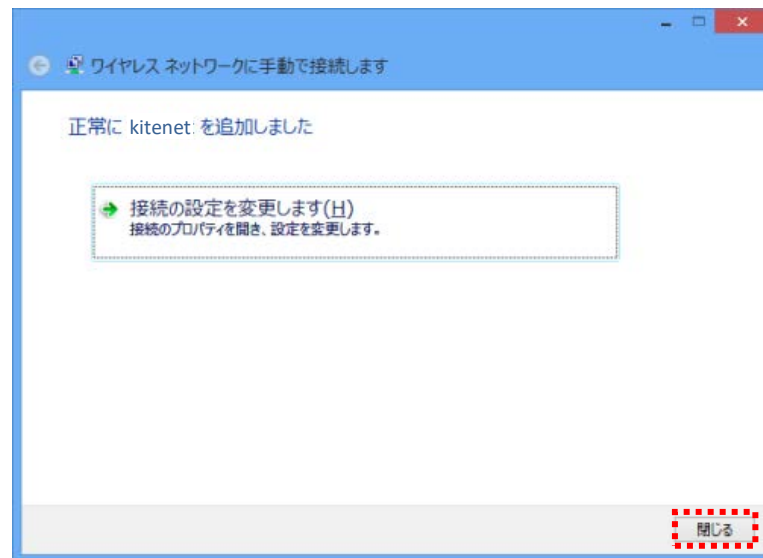 ワイヤレス ネットワークに手動で接続します
正常に kitenet を追加しました
接続の設定を変更します(H)
接続のプロパティを開き、設定を変更します。
閉じる